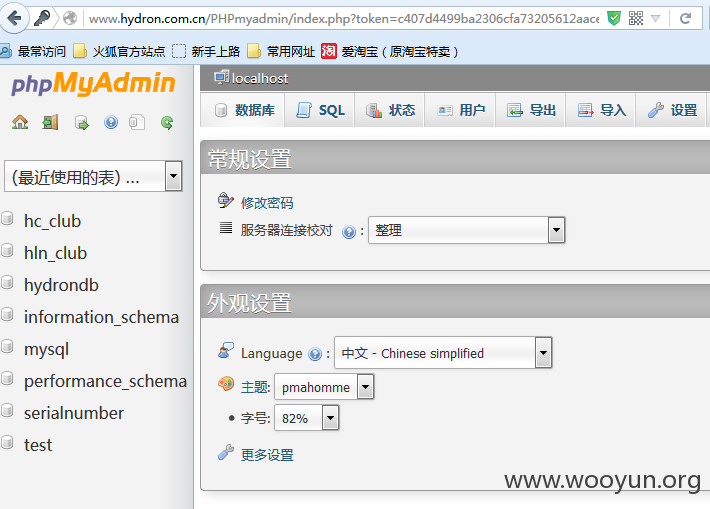 www.hydron.com.cn/PHPmyadmin/index.php?token=c407d4499ba2306cfa73205612aace
最常访问 火狐官方站点 新手上路 常用网址 淘 爱淘宝（原淘宝特卖）
phpMyAdmin
localhost
数据库 SQL 状态 用户 导出 导入 设置
(最近使用的表) ...
hc_club
hln_club
hydrondb
information_schema
mysql
performance_schema
serialnumber
test
常规设置
修改密码
服务器连接校对 : 整理
外观设置
Language : 中文 - Chinese simplified
主题: pmahomme
字号: 82%
更多设置
www.wooyun.org